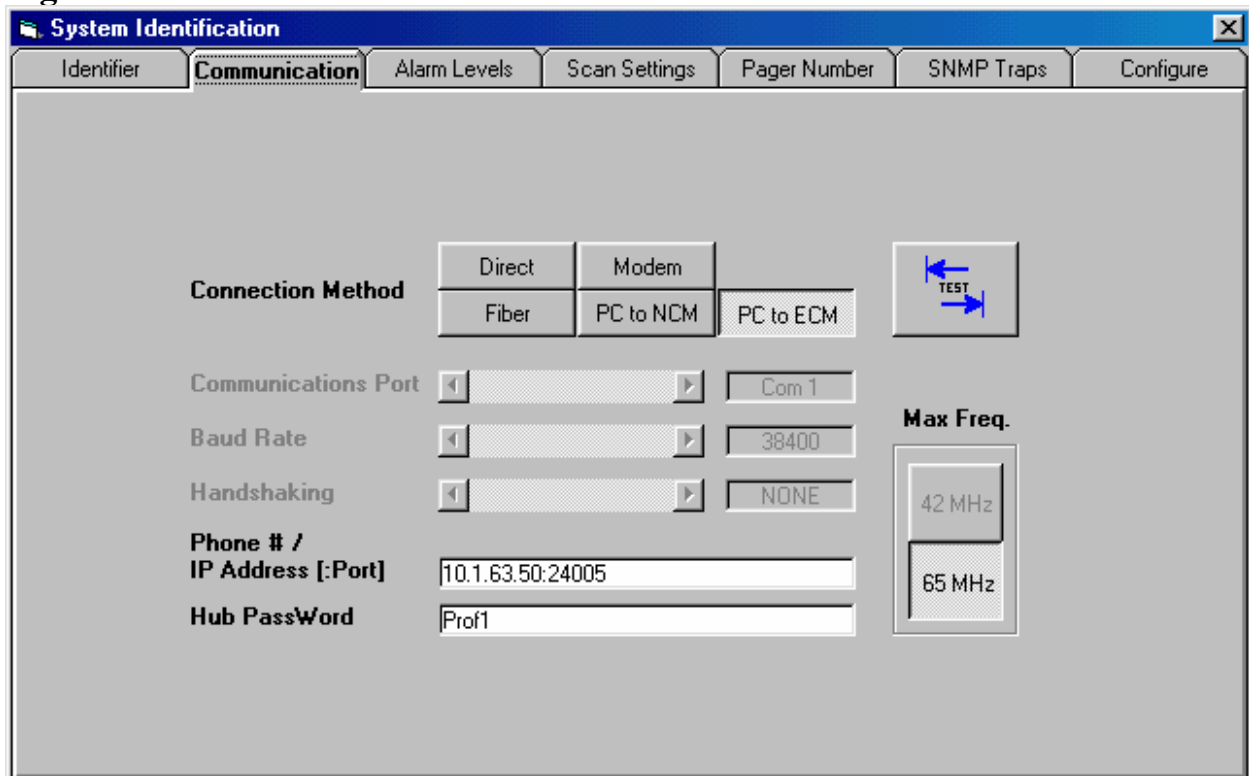 System Identification
Identifier Communication Alarm Levels Scan Settings Pager Number SNMP Traps Configure
Connection Method
Direct Modem
Fiber PC to NCM PC to ECM
TEST
Communications Port Com 1
Baud Rate 38400
Handshaking NONE
Max Freq.
42 MHz
65 MHz
Phone # /
IP Address [:Port] 10.1.63.50:24005
Hub PassWord Prof1